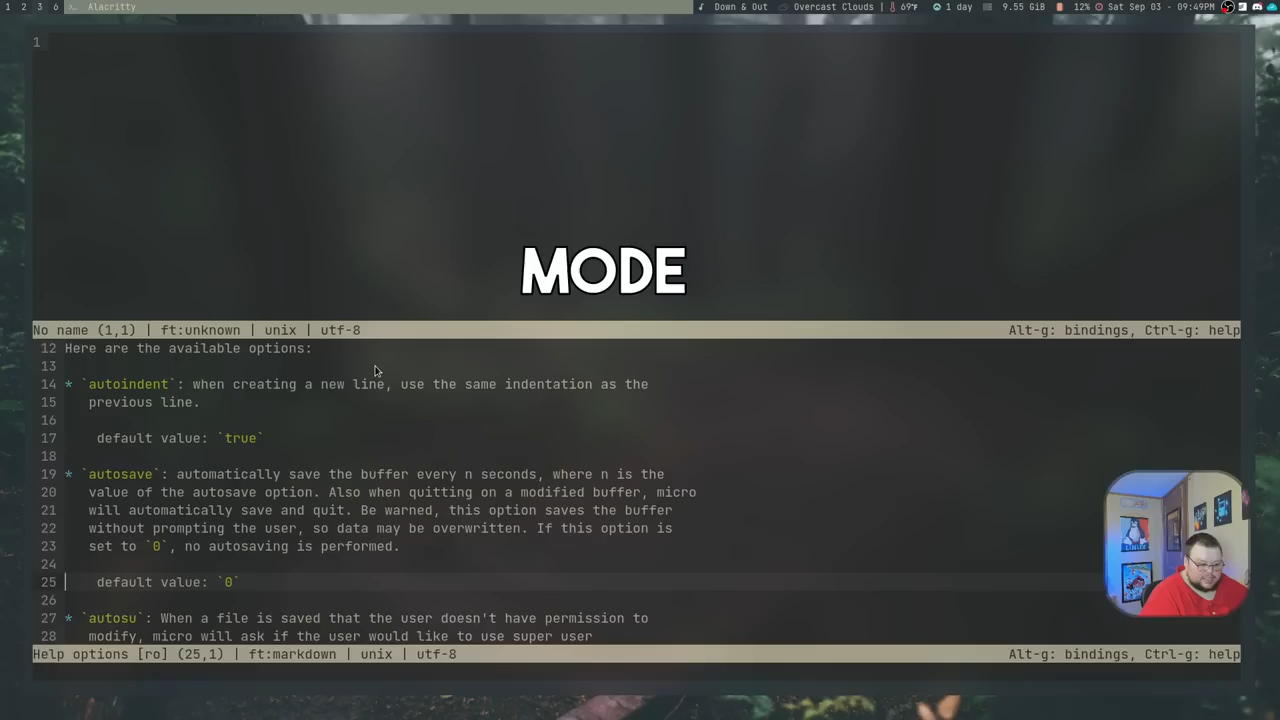 1 2 3 6 >_ Alacritty
Down & Out Overcast Clouds | 69°F 1 day 9.55 GiB 12% Sat Sep 03 - 09:49PM
1
MODE
No name (1,1) | ft:unknown | unix | utf-8 Alt-g: bindings, Ctrl-g: help
12 Here are the available options:
13
14 * `autoindent`: when creating a new line, use the same indentation as the
15 previous line.
16
17 default value: `true`
18
19 * `autosave`: automatically save the buffer every n seconds, where n is the
20 value of the autosave option. Also when quitting on a modified buffer, micro
21 will automatically save and quit. Be warned, this option saves the buffer
22 without prompting the user, so data may be overwritten. If this option is
23 set to `0`, no autosaving is performed.
24
25 default value: `0`
26
27 * `autosu`: When a file is saved that the user doesn't have permission to
28 modify, micro will ask if the user would like to use super user
Help options [ro] (25,1) | ft:markdown | unix | utf-8 Alt-g: bindings, Ctrl-g: help
LINUX